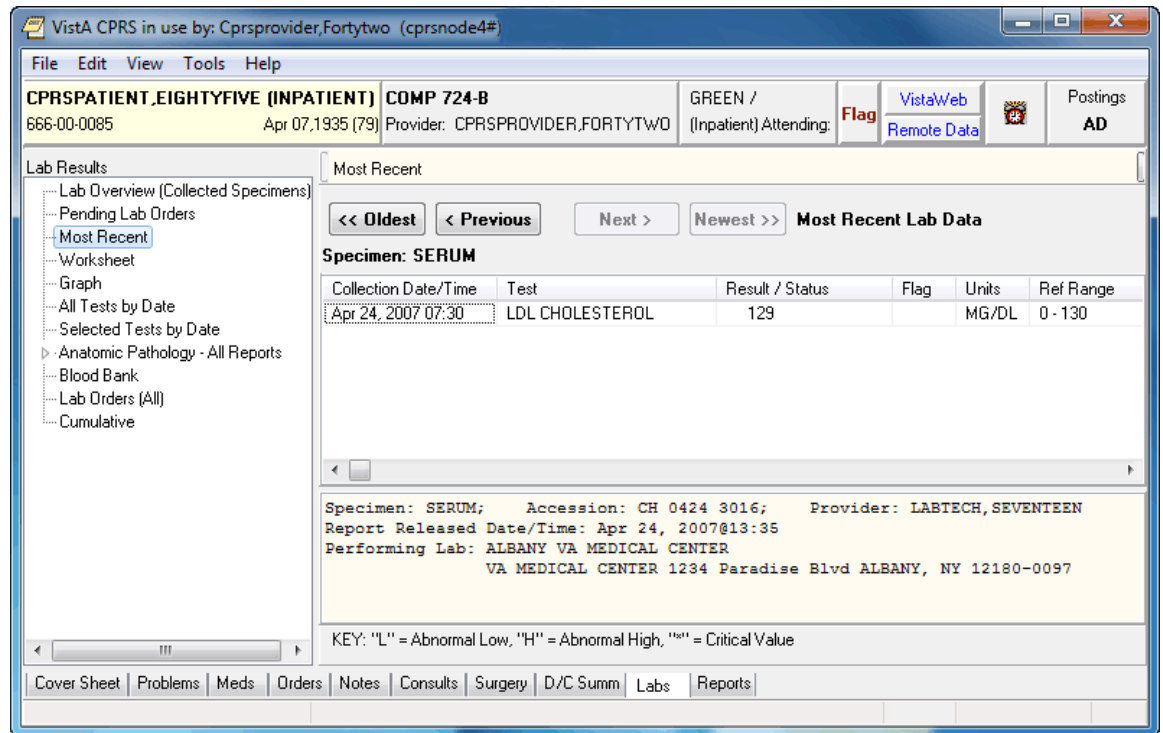 VistA CPRS in use by: Cprsprovider,Fortytwo (cprsnode4#)
File Edit View Tools Help
CPRSPATIENT,EIGHTYFIVE (INPATIENT) COMP 724-B GREEN / Flag VistaWeb Postings
666-00-0085 Apr 07,1935 (79) Provider: CPRSPROVIDER,FORTYTWO (Inpatient) Attending: Remote Data AD
Lab Results
Lab Overview (Collected Specimens)
Pending Lab Orders
Most Recent
Worksheet
Graph
All Tests by Date
Selected Tests by Date
Anatomic Pathology - All Reports
Blood Bank
Lab Orders (All)
Cumulative
Most Recent
<< Oldest < Previous Next > Newest >> Most Recent Lab Data
Specimen: SERUM
Collection Date/Time Test Result / Status Flag Units Ref Range
Apr 24, 2007 07:30 LDL CHOLESTEROL 129 MG/DL 0 - 130
Specimen: SERUM; Accession: CH 0424 3016; Provider: LABTECH,SEVENTEEN
Report Released Date/Time: Apr 24, 2007@13:35
Performing Lab: ALBANY VA MEDICAL CENTER
VA MEDICAL CENTER 1234 Paradise Blvd ALBANY, NY 12180-0097
KEY: "L" = Abnormal Low, "H" = Abnormal High, "*" = Critical Value
Cover Sheet Problems Meds Orders Notes Consults Surgery D/C Summ Labs Reports